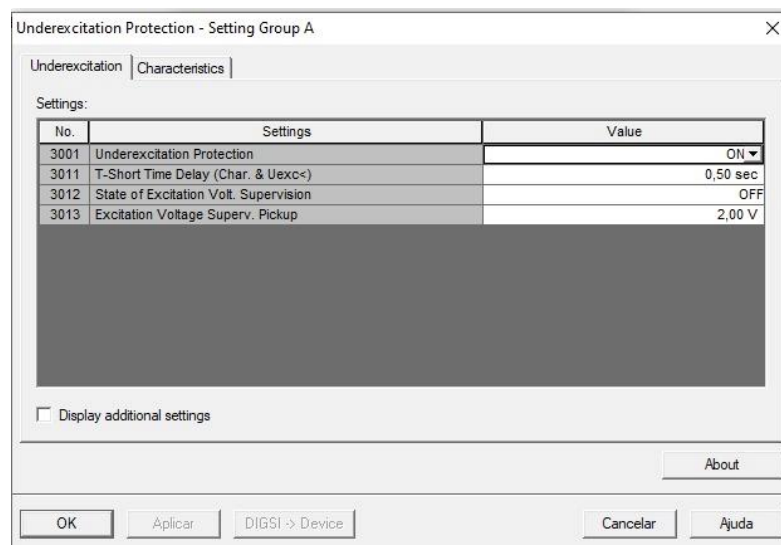 Underexcitation Protection - Setting Group A
Underexcitation Characteristics
Settings:
No. Settings Value
3001 Underexcitation Protection ON
3011 T-Short Time Delay (Char. & Uexc<) 0,50 sec
3012 State of Excitation Volt. Supervision OFF
3013 Excitation Voltage Superv. Pickup 2,00 V
Display additional settings
About
OK Aplicar DIGSI -> Device Cancelar Ajuda